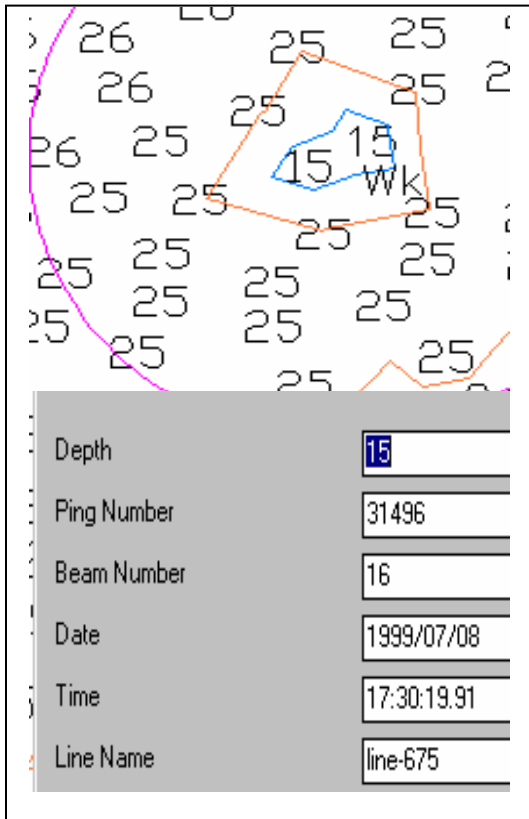 26 25 25
26 25 25
25 15 15
26
25 25 Wk 25
25 25 25
25 25 25
25 25 25
25 25
25
Depth 15
Ping Number 31496
Beam Number 16
Date 1999/07/08
Time 17:30:19.91
Line Name line-675